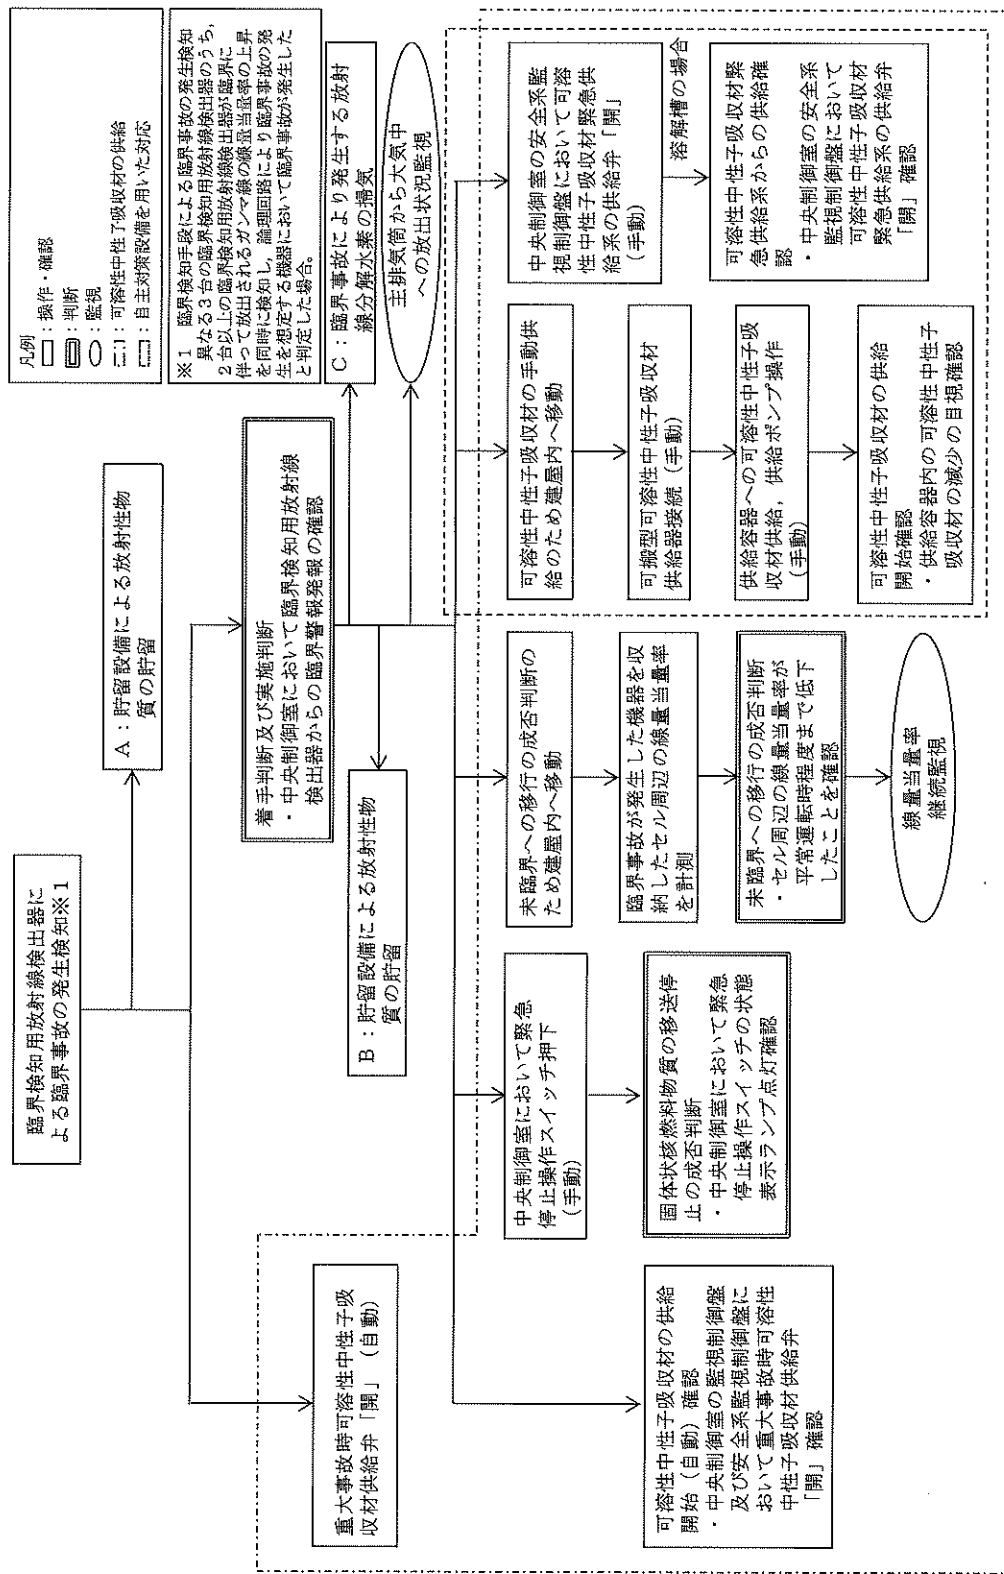 臨界検知用放射線検出器に
よる臨界事故の発生検知※1
A：貯留設備による放射性物
質の貯留
凡例
：操作・確認
：判断
：監視
：可溶性中性子吸収材の供給
：自主対策設備を用いた対応
※1　臨界検知手段による臨界事故の発生検知
異なる3台の臨界検知用放射線検出器のうち，
2台以上の臨界検知用放射線検出器が臨界に
伴って放出されるガンマ線の線量当量率の上昇
を同時に検知し，論理回路により臨界事故の発
生を想定する機器において臨界事故が発生した
と判定した場合。
着手判断及び実施判断
・中央制御室において臨界検知用放射線
検出器からの臨界警報発報の確認
C：臨界事故により発生する放射
線分解水素の掃気
主排気筒から大気中
への放出状況監視
B：貯留設備による放射性物
質の貯留
重大事故時可溶性中性子吸
収材供給弁「開」（自動）
可溶性中性子吸収材の供給
開始（自動）確認
・中央制御室の監視制御盤
及び安全系監視制御盤に
おいて重大事故時可溶性
中性子吸収材供給弁
「開」確認
中央制御室において緊急
停止操作スイッチ押下
（手動）
固体状核燃料物質の移送停
止の成否判断
・中央制御室において緊急
停止操作スイッチの状態
表示ランプ点灯確認
未臨界への移行の成否判断の
ため建屋内へ移動
臨界事故が発生した機器を収
納したセル周辺の線量当量率
を計測
未臨界への移行の成否判断
・セル周辺の線量当量率が
平常運転時程度まで低下
したことを確認
線量当量率
継続監視
可溶性中性子吸収材の手動供
給のため建屋内へ移動
可搬型可溶性中性子吸収材
供給器接続（手動）
供給容器への可溶性中性子吸
収材供給，供給ポンプ操作
（手動）
可溶性中性子吸収材の供給
開始確認
・供給容器内の可溶性中性子
吸収材の減少の目視確認
中央制御室の安全系監
視制御盤において可溶
性中性子吸収材緊急供
給系の供給弁「開」
（手動）
溶解槽の場合
可溶性中性子吸収材緊
急供給系からの供給確
認
・中央制御室の安全系
監視制御盤において
可溶性中性子吸収材
緊急供給系の供給弁
「開」確認